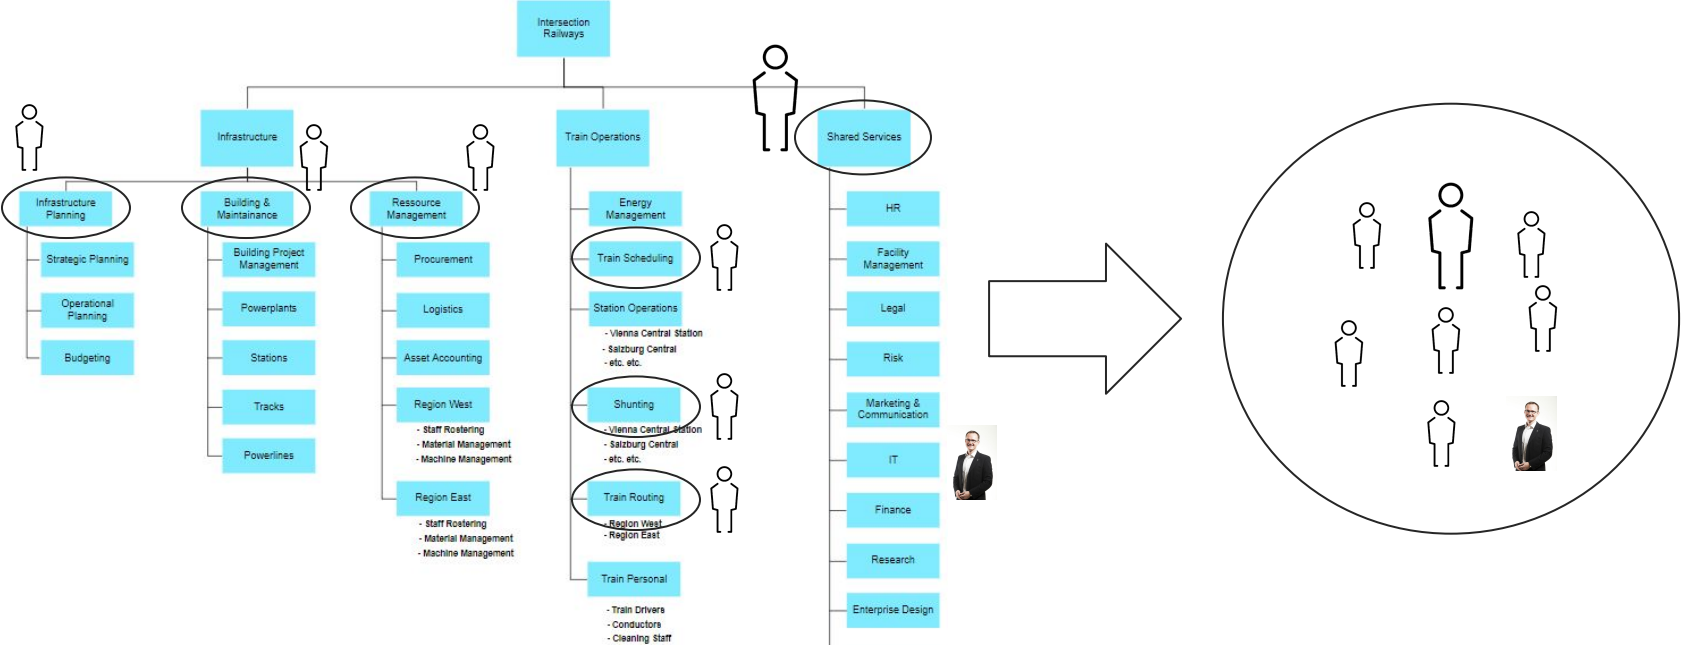 Intersection
Railways
Infrastructure
Train Operations
Shared Services
Infrastructure
Planning
Strategic Planning
Operational
Planning
Budgeting
Building &
Maintainance
Building Project
Management
Powerplants
Stations
Tracks
Powerlines
Ressource
Management
Procurement
Logistics
Asset Accounting
Region West
- Staff Rostering
- Material Management
- Machine Management
Region East
- Staff Rostering
- Material Management
- Machine Management
Energy
Management
Train Scheduling
Station Operations
- Vienna Central Station
- Salzburg Central
- etc. etc.
Shunting
- Vienna Central Station
- Salzburg Central
- etc. etc.
Train Routing
- Region West
- Region East
Train Personal
- Train Drivers
- Conductors
- Cleaning Staff
HR
Facility
Management
Legal
Risk
Marketing &
Communication
IT
Finance
Research
Enterprise Design